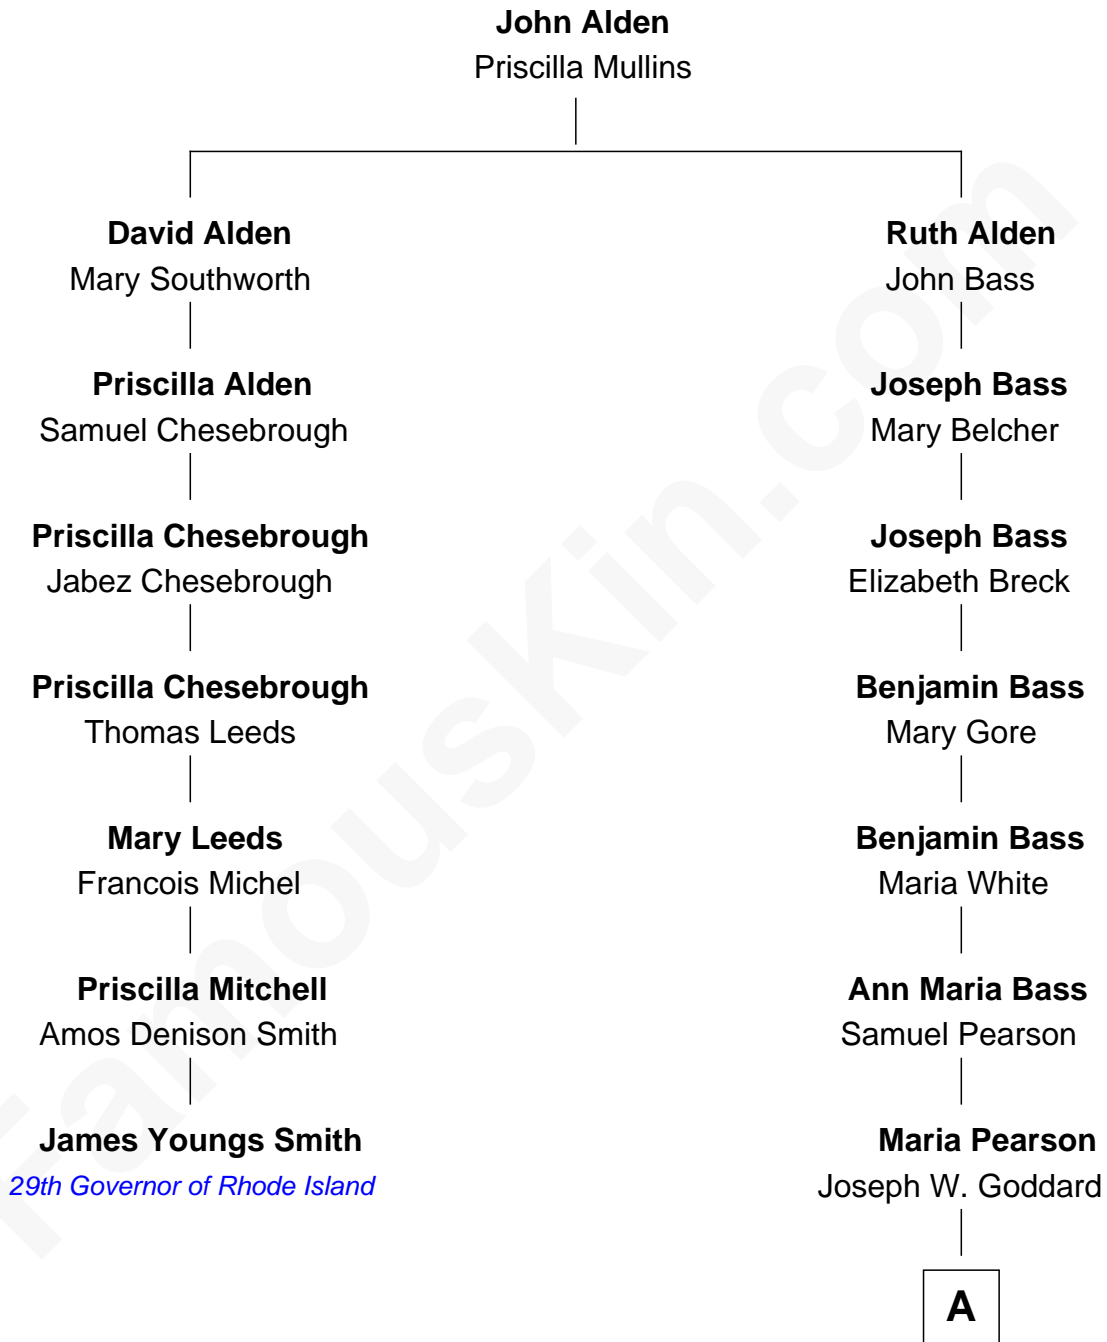 John Alden
Priscilla Mullins
David Alden
Mary Southworth
Ruth Alden
John Bass
Priscilla Alden
Samuel Chesebrough
Joseph Bass
Mary Belcher
Priscilla Chesebrough
Jabez Chesebrough
Joseph Bass
Elizabeth Breck
Priscilla Chesebrough
Thomas Leeds
Benjamin Bass
Mary Gore
Mary Leeds
Francois Michel
Benjamin Bass
Maria White
Priscilla Mitchell
Amos Denison Smith
Ann Maria Bass
Samuel Pearson
James Youngs Smith
29th Governor of Rhode Island
Maria Pearson
Joseph W. Goddard
A
FamousKin.com